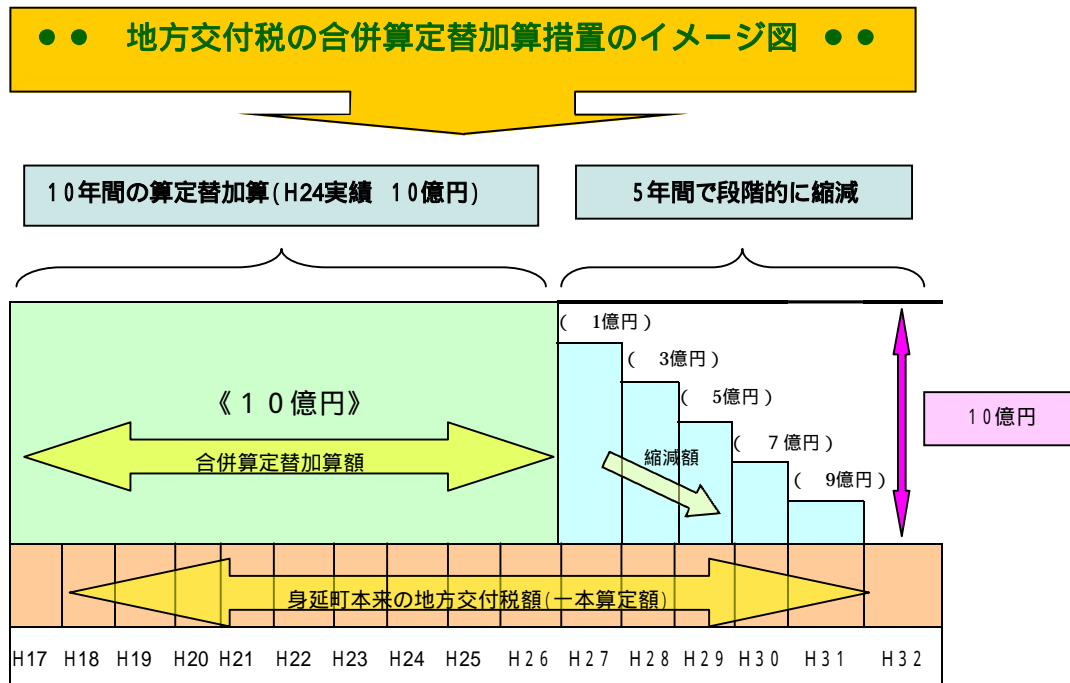 ●● 地方交付税の合併算定替加算措置のイメージ図 ●●
10年間の算定替加算(H24実績 10億円)
5年間で段階的に縮減
( 1億円)
( 3億円)
( 5億円)
( 7億円)
( 9億円)
《10億円》
合併算定替加算額
縮減額
10億円
身延町本来の地方交付税額(一本算定額)
H17 H18 H19 H20 H21 H22 H23 H24 H25 H26 H27 H28 H29 H30 H31 H32